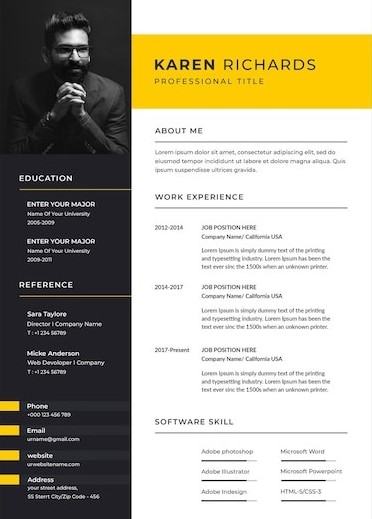 KAREN RICHARDS
PROFESSIONAL TITLE
ABOUT ME
Lorem ipsum dolor sit amet, consectetur adipiscing elit, sed do
eiusmod tempor incididunt ut labore et dolore magna aliqua. Quis ipsum
suspendisse ultrices gravida.
WORK EXPERIENCE
2012-2014
JOB POSITION HERE
Company Name/ California USA
Lorem Ipsum is simply dummy text of the printing
and typesetting industry. Lorem Ipsum has been the
text ever sinc the 1500s when an unknown printer.
2014-2017
JOB POSITION HERE
Company Name/ California USA
Lorem Ipsum is simply dummy text of the printing
and typesetting industry. Lorem Ipsum has been the
text ever sinc the 1500s when an unknown printer.
2017-Present
JOB POSITION HERE
Company Name/ California USA
Lorem Ipsum is simply dummy text of the printing
and typesetting industry. Lorem Ipsum has been the
text ever sinc the 1500s when an unknown printer.
SOFTWARE SKILL
Adobe photoshop
Microsoft Word
Adobe Illustrator
Microsoft Powerpoint
Adobe Indesign
HTML-5/CSS-3
EDUCATION
ENTER YOUR MAJOR
Name Of Your University
2005-2009
ENTER YOUR MAJOR
Name Of Your University
2009-2011
REFERENCE
Sara Taylore
Director I Company Name
T : +1 234 56789
Micke Anderson
Web Devoloper I Company
T : +1 234 56789
Phone
+000 123 456 789
Email
urname@gmail.com
website
urwebsitename.com
Address
your street address,
55 Sterrt City/Zip Code - 456